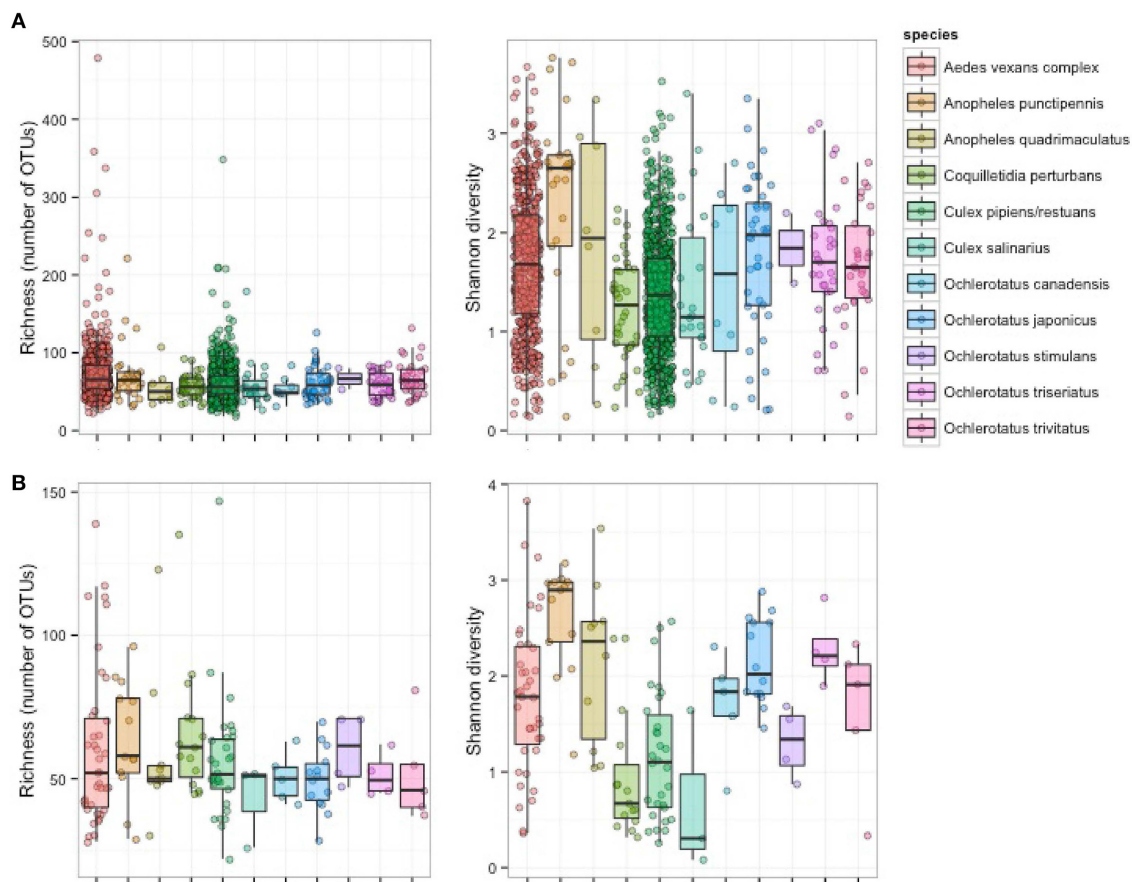 A
Richness (number of OTUs)
500
400
300
200
100
0
Shannon diversity
3
2
1
0
species
Aedes vexans complex
Anopheles punctipennis
Anopheles quadrimaculatus
Coquilletidia perturbans
Culex pipiens/restuans
Culex salinarius
Ochlerotatus canadensis
Ochlerotatus japonicus
Ochlerotatus stimulans
Ochlerotatus triseriatus
Ochlerotatus trivitatus
B
Richness (number of OTUs)
150
100
50
Shannon diversity
4
3
2
1
0